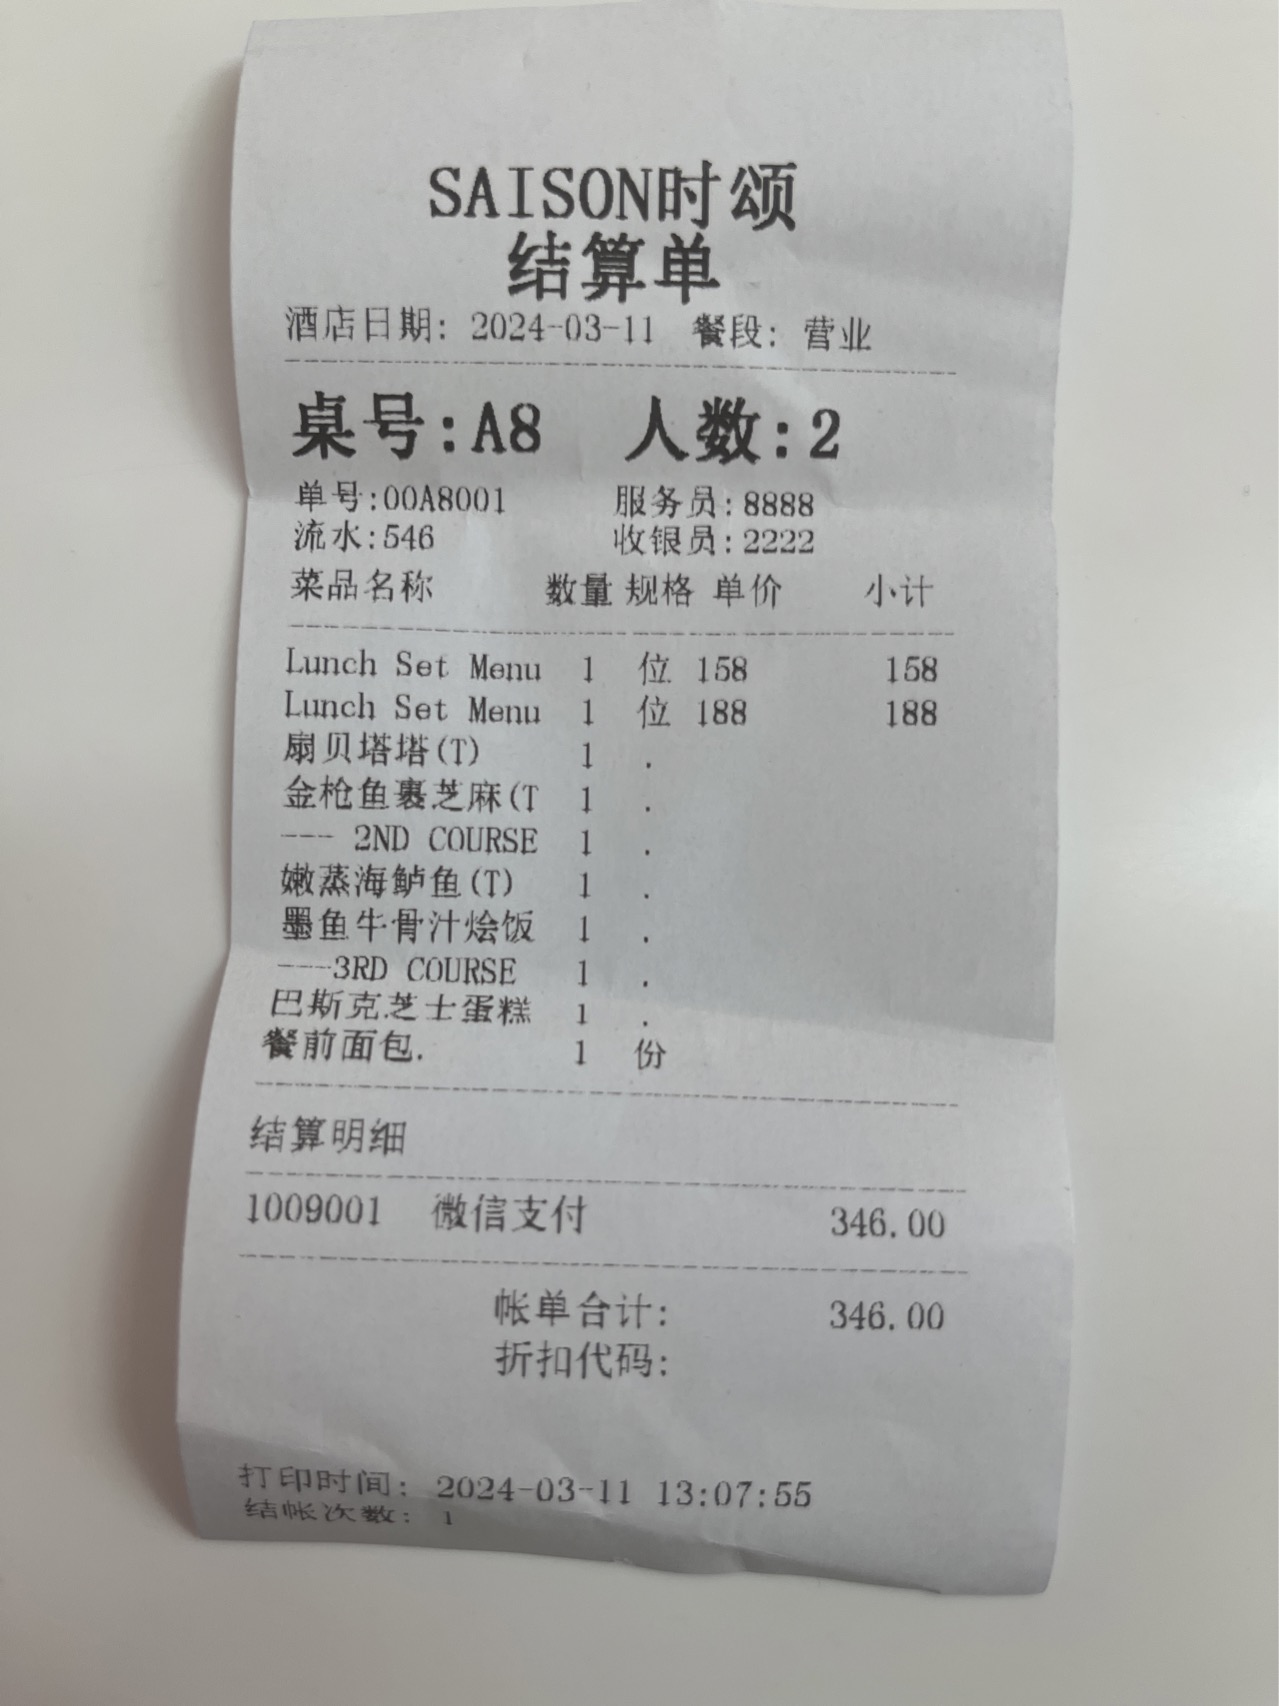 SAISON时颂
结算单
酒店日期: 2024-03-11 餐段: 营业
桌号:A8 人数:2
单号:00A8001 服务员:8888
流水:546 收银员:2222
菜品名称 数量 规格 单价 小计
Lunch Set Menu 1 位 158 158
Lunch Set Menu 1 位 188 188
扇贝塔塔(T) 1 .
金枪鱼裹芝麻(T 1 .
--- 2ND COURSE 1 .
嫩蒸海鲈鱼(T) 1 .
墨鱼牛骨汁烩饭 1 .
---3RD COURSE 1 .
巴斯克芝士蛋糕 1 .
餐前面包. 1 份
结算明细
1009001 微信支付 346.00
帐单合计: 346.00
折扣代码:
打印时间: 2024-03-11 13:07:55
结帐次数: 1